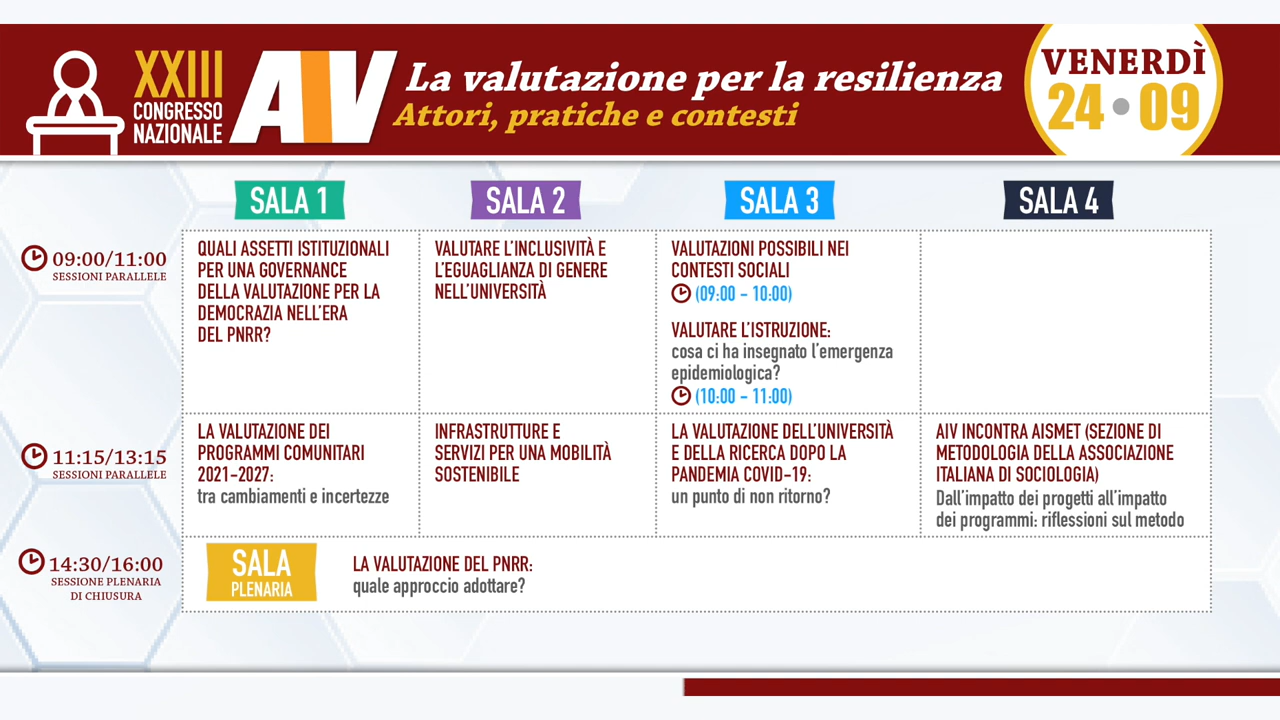 XXIII
CONGRESSO
NAZIONALE
AIV
La valutazione per la resilienza
Attori, pratiche e contesti
VENERDÌ
24 • 09
SALA 1
SALA 2
SALA 3
SALA 4
09:00/11:00
SESSIONI PARALLELE
QUALI ASSETTI ISTITUZIONALI
PER UNA GOVERNANCE
DELLA VALUTAZIONE PER LA
DEMOCRAZIA NELL'ERA
DEL PNRR?
VALUTARE L'INCLUSIVITÀ E
L'EGUAGLIANZA DI GENERE
NELL'UNIVERSITÀ
VALUTAZIONI POSSIBILI NEI
CONTESTI SOCIALI
(09:00 - 10:00)
VALUTARE L'ISTRUZIONE:
cosa ci ha insegnato l'emergenza
epidemiologica?
(10:00 - 11:00)
11:15/13:15
SESSIONI PARALLELE
LA VALUTAZIONE DEI
PROGRAMMI COMUNITARI
2021-2027:
tra cambiamenti e incertezze
INFRASTRUTTURE E
SERVIZI PER UNA MOBILITÀ
SOSTENIBILE
LA VALUTAZIONE DELL'UNIVERSITÀ
E DELLA RICERCA DOPO LA
PANDEMIA COVID-19:
un punto di non ritorno?
AIV INCONTRA AISMET (SEZIONE DI
METODOLOGIA DELLA ASSOCIAZIONE
ITALIANA DI SOCIOLOGIA)
Dall'impatto dei progetti all'impatto
dei programmi: riflessioni sul metodo
14:30/16:00
SESSIONE PLENARIA
DI CHIUSURA
SALA
PLENARIA
LA VALUTAZIONE DEL PNRR:
quale approccio adottare?